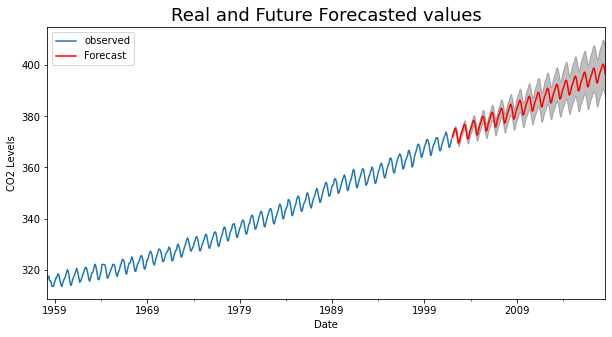 Real and Future Forecasted values
observed
Forecast
400
380
360
340
320
CO2 Levels
1959 1969 1979 1989 1999 2009
Date